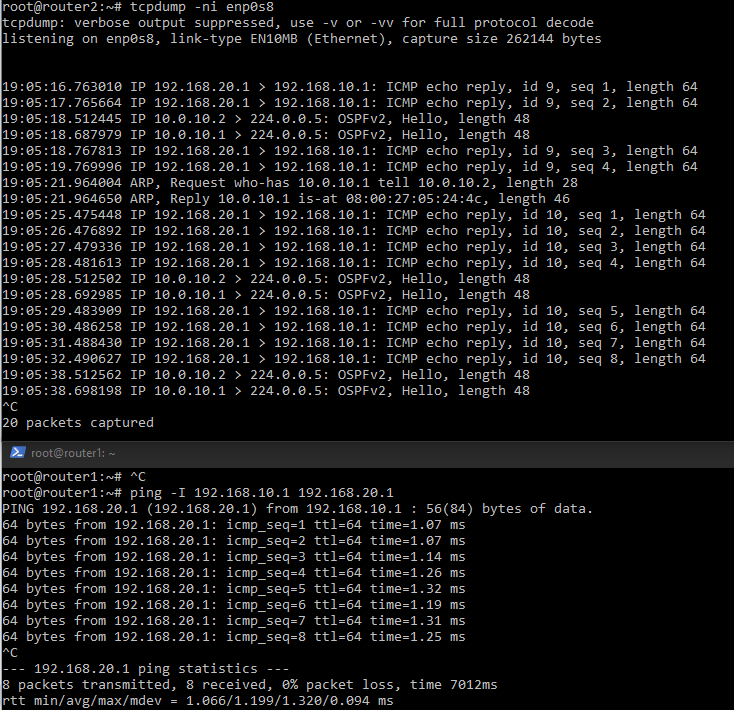 root@router2:~# tcpdump -ni enp0s8
tcpdump: verbose output suppressed, use -v or -vv for full protocol decode
listening on enp0s8, link-type EN10MB (Ethernet), capture size 262144 bytes
19:05:16.763010 IP 192.168.20.1 > 192.168.10.1: ICMP echo reply, id 9, seq 1, length 64
19:05:17.765664 IP 192.168.20.1 > 192.168.10.1: ICMP echo reply, id 9, seq 2, length 64
19:05:18.512445 IP 10.0.10.2 > 224.0.0.5: OSPFv2, Hello, length 48
19:05:18.687979 IP 10.0.10.1 > 224.0.0.5: OSPFv2, Hello, length 48
19:05:18.767813 IP 192.168.20.1 > 192.168.10.1: ICMP echo reply, id 9, seq 3, length 64
19:05:19.769996 IP 192.168.20.1 > 192.168.10.1: ICMP echo reply, id 9, seq 4, length 64
19:05:21.964004 ARP, Request who-has 10.0.10.1 tell 10.0.10.2, length 28
19:05:21.964650 ARP, Reply 10.0.10.1 is-at 08:00:27:05:24:4c, length 46
19:05:25.475448 IP 192.168.20.1 > 192.168.10.1: ICMP echo reply, id 10, seq 1, length 64
19:05:26.476892 IP 192.168.20.1 > 192.168.10.1: ICMP echo reply, id 10, seq 2, length 64
19:05:27.479336 IP 192.168.20.1 > 192.168.10.1: ICMP echo reply, id 10, seq 3, length 64
19:05:28.481613 IP 192.168.20.1 > 192.168.10.1: ICMP echo reply, id 10, seq 4, length 64
19:05:28.512502 IP 10.0.10.2 > 224.0.0.5: OSPFv2, Hello, length 48
19:05:28.692985 IP 10.0.10.1 > 224.0.0.5: OSPFv2, Hello, length 48
19:05:29.483909 IP 192.168.20.1 > 192.168.10.1: ICMP echo reply, id 10, seq 5, length 64
19:05:30.486258 IP 192.168.20.1 > 192.168.10.1: ICMP echo reply, id 10, seq 6, length 64
19:05:31.488430 IP 192.168.20.1 > 192.168.10.1: ICMP echo reply, id 10, seq 7, length 64
19:05:32.490627 IP 192.168.20.1 > 192.168.10.1: ICMP echo reply, id 10, seq 8, length 64
19:05:38.512562 IP 10.0.10.2 > 224.0.0.5: OSPFv2, Hello, length 48
19:05:38.698198 IP 10.0.10.1 > 224.0.0.5: OSPFv2, Hello, length 48
^C
20 packets captured
root@router1: ~
root@router1:~# ^C
root@router1:~# ping -I 192.168.10.1 192.168.20.1
PING 192.168.20.1 (192.168.20.1) from 192.168.10.1 : 56(84) bytes of data.
64 bytes from 192.168.20.1: icmp_seq=1 ttl=64 time=1.07 ms
64 bytes from 192.168.20.1: icmp_seq=2 ttl=64 time=1.07 ms
64 bytes from 192.168.20.1: icmp_seq=3 ttl=64 time=1.14 ms
64 bytes from 192.168.20.1: icmp_seq=4 ttl=64 time=1.26 ms
64 bytes from 192.168.20.1: icmp_seq=5 ttl=64 time=1.32 ms
64 bytes from 192.168.20.1: icmp_seq=6 ttl=64 time=1.19 ms
64 bytes from 192.168.20.1: icmp_seq=7 ttl=64 time=1.31 ms
64 bytes from 192.168.20.1: icmp_seq=8 ttl=64 time=1.25 ms
^C
--- 192.168.20.1 ping statistics ---
8 packets transmitted, 8 received, 0% packet loss, time 7012ms
rtt min/avg/max/mdev = 1.066/1.199/1.320/0.094 ms